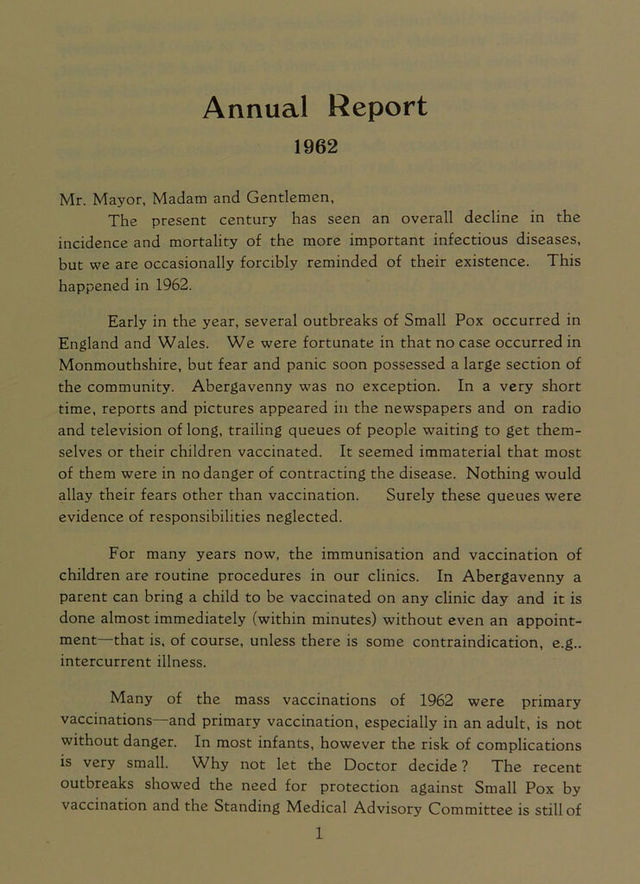 Annual Report
1962
Mr. Mayor, Madam and Gentlemen,
The present century has seen an overall decline in the
incidence and mortality of the more important infectious diseases,
but we are occasionally forcibly reminded of their existence. This
happened in 1962.
Early in the year, several outbreaks of Small Pox occurred in
England and Wales. We were fortunate in that no case occurred in
Monmouthshire, but fear and panic soon possessed a large section of
the community. Abergavenny was no exception. In a very short
time, reports and pictures appeared in the newspapers and on radio
and television of long, trailing queues of people waiting to get them-
selves or their children vaccinated. It seemed immaterial that most
of them were in no danger of contracting the disease. Nothing would
allay their fears other than vaccination. Surely these queues were
evidence of responsibilities neglected.
For many years now, the immunisation and vaccination of
children are routine procedures in our clinics. In Abergavenny a
parent can bring a child to be vaccinated on any clinic day and it is
done almost immediately (within minutes) without even an appoint-
ment—that is, of course, unless there is some contraindication, e.g..
intercurrent illness.
Many of the mass vaccinations of 1962 were primary
vaccinations—and primary vaccination, especially in an adult, is not
without danger. In most infants, however the risk of complications
is very small. Why not let the Doctor decide? The recent
outbreaks showed the need for protection against Small Pox by
vaccination and the Standing Medical Advisory Committee is still of
1